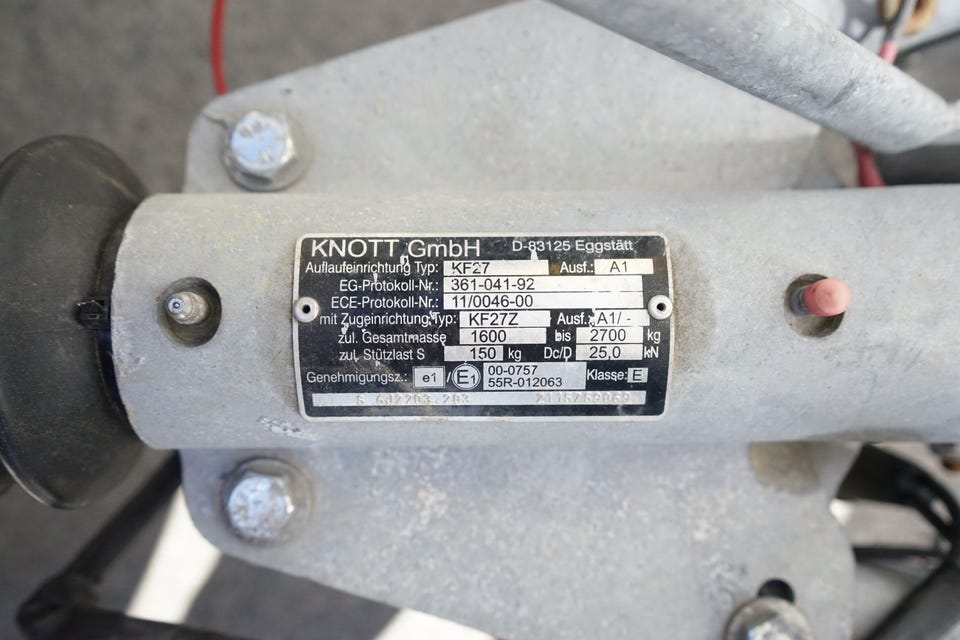 KNOTT GmbH D-83125 Eggstätt
Auflaufeinrichtung Typ: KF27 Ausf.: A1
EG-Protokoll-Nr.: 361-041-92
ECE-Protokoll-Nr.: 11/0046-00
mit Zugeinrichtung,Typ: KF27Z Ausf.: A1/ -
zul. Gesamtmasse 1600 bis 2700 kg
zul. Stützlast S 150 kg Dc/D 25,0 kN
Genehmigungsz.: e1 / E1 00-0757 Klasse: E
55R-012063
S 6J2203.203